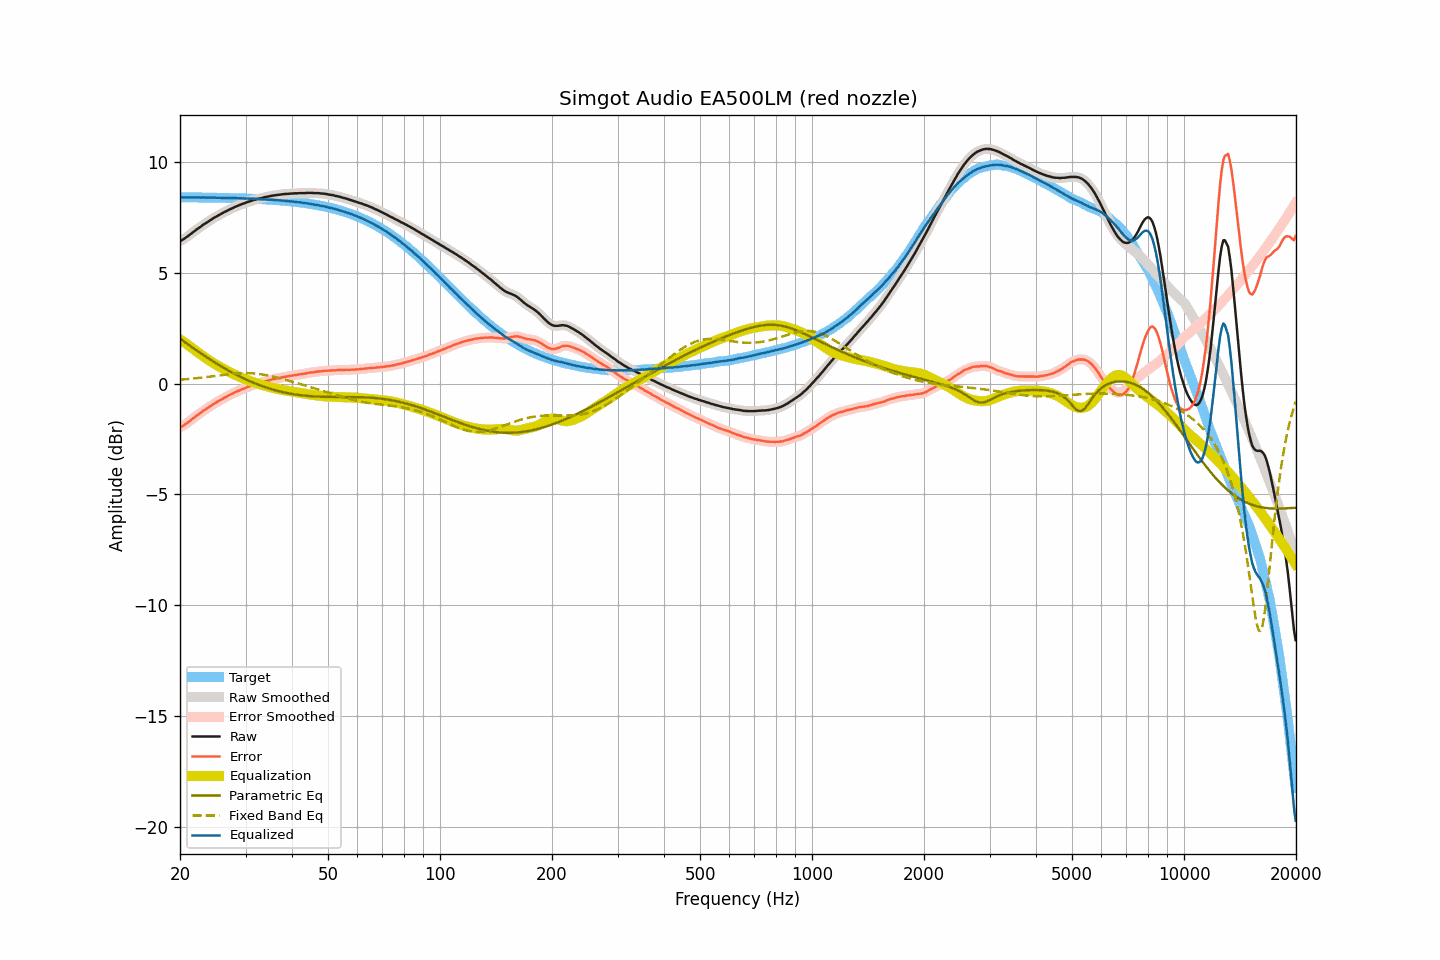 Simgot Audio EA500LM (red nozzle)
10
5
0
−5
−10
−15
−20
Amplitude (dBr)
Target
Raw Smoothed
Error Smoothed
Raw
Error
Equalization
Parametric Eq
Fixed Band Eq
Equalized
20 50 100 200 500 1000 2000 5000 10000 20000
Frequency (Hz)